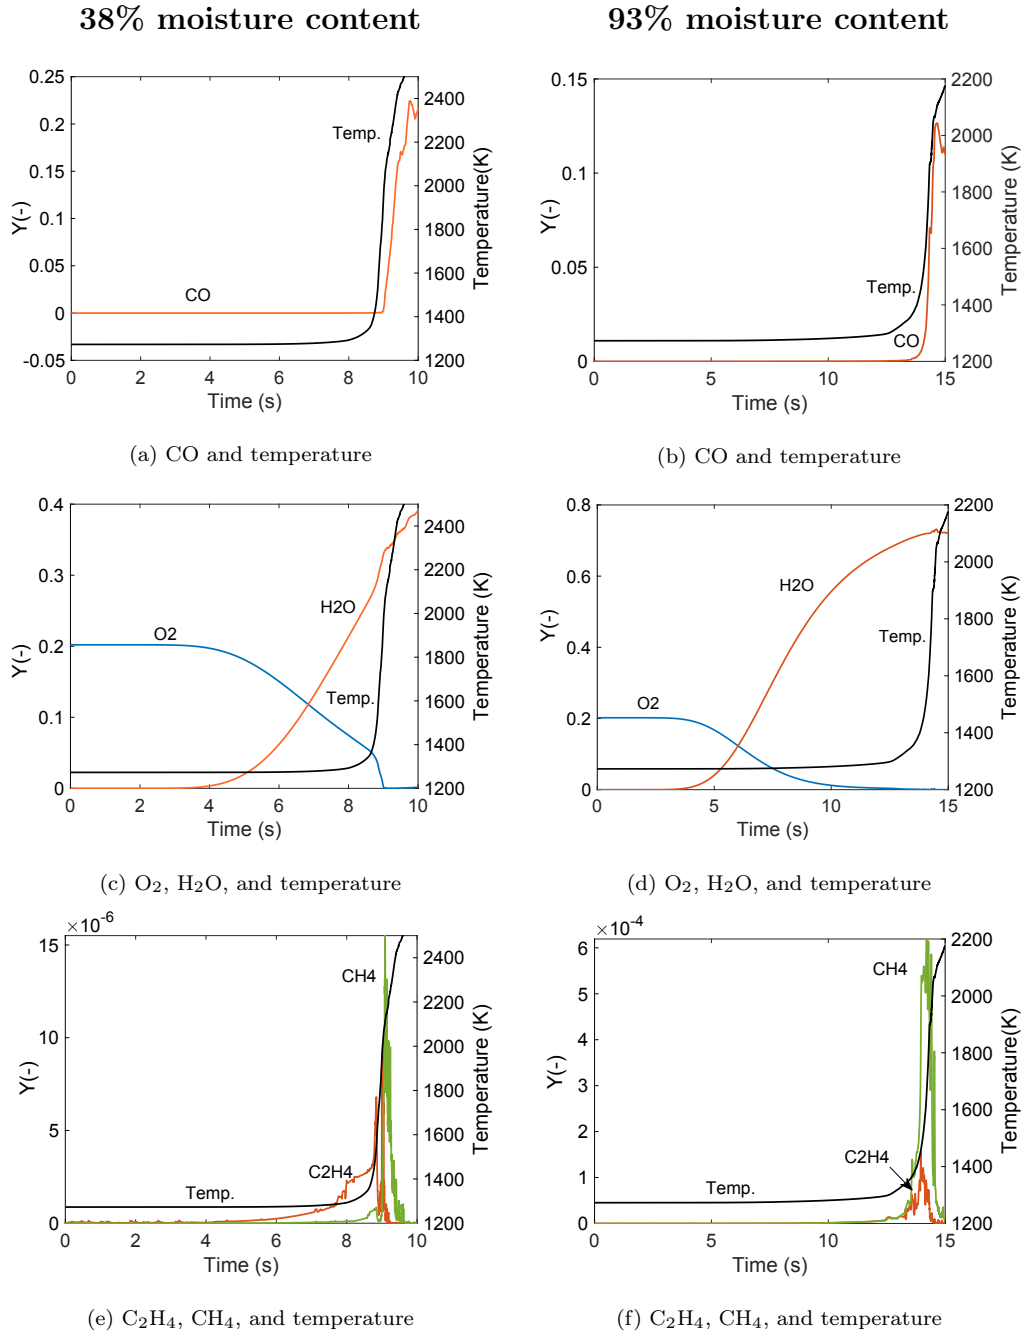 38% moisture content
93% moisture content
0.25
0.2
0.15
0.1
0.05
0
-0.05
Y(-)
Temp.
CO
2400
2200
2000
1800
1600
1400
1200
Temperature(K)
0 2 4 6 8 10
Time (s)
(a) CO and temperature
0.15
0.1
0.05
0
Y(-)
Temp.
CO
2200
2000
1800
1600
1400
1200
Temperature (K)
0 5 10 15
Time (s)
(b) CO and temperature
0.4
0.3
0.2
0.1
0
Y(-)
O2
H2O
Temp.
2400
2200
2000
1800
1600
1400
1200
Temperature (K)
0 2 4 6 8 10
Time (s)
(c) O₂, H₂O, and temperature
0.8
0.6
0.4
0.2
0
Y(-)
H2O
Temp.
O2
2200
2000
1800
1600
1400
1200
Temperature (K)
0 5 10 15
Time (s)
(d) O₂, H₂O, and temperature
×10⁻⁶
15
10
5
0
Y(-)
CH4
C2H4
Temp.
2400
2200
2000
1800
1600
1400
1200
Temperature (K)
0 2 4 6 8 10
Time (s)
(e) C₂H₄, CH₄, and temperature
×10⁻⁴
6
5
4
3
2
1
0
Y(-)
CH4
C2H4
Temp.
2200
2000
1800
1600
1400
1200
Temperature(K)
0 5 10 15
Time (s)
(f) C₂H₄, CH₄, and temperature